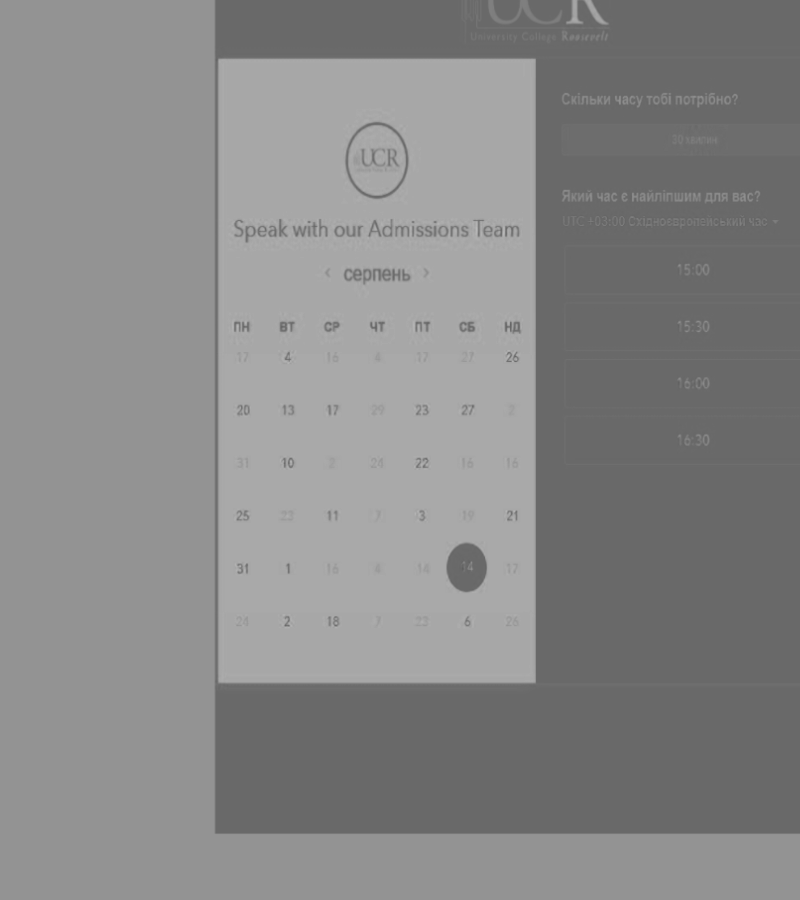 UCR
University College Roosevelt
UCR
Speak with our Admissions Team
‹ серпень ›
ПН ВТ СР ЧТ ПТ СБ НД
17 4 16 4 17 27 26
20 13 17 29 23 27 2
31 10 2 24 22 16 16
25 23 11 7 3 19 21
31 1 16 4 14 14 17
24 2 18 7 23 6 26
Скільки часу тобі потрібно?
30 хвилин
Який час є найліпшим для вас?
UTC +03:00 Східноєвропейський час
15:00
15:30
16:00
16:30